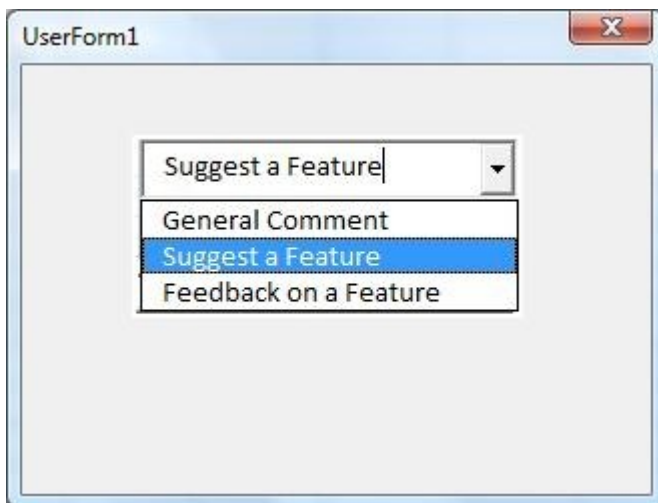 UserForm1
Suggest a Feature
General Comment
Suggest a Feature
Feedback on a Feature